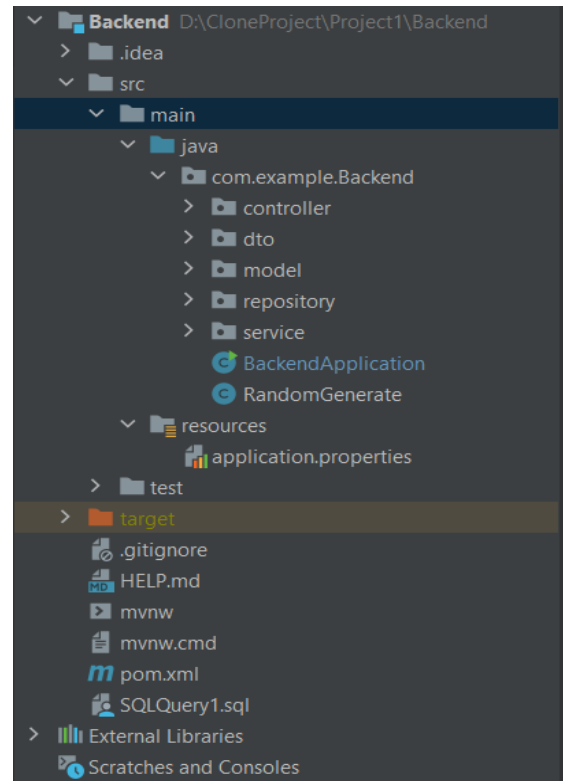 Backend D:\CloneProject\Project1\Backend
.idea
src
main
java
com.example.Backend
controller
dto
model
repository
service
C BackendApplication
C RandomGenerate
resources
application.properties
test
target
.gitignore
MD HELP.md
mvnw
mvnw.cmd
m pom.xml
SQLQuery1.sql
External Libraries
Scratches and Consoles